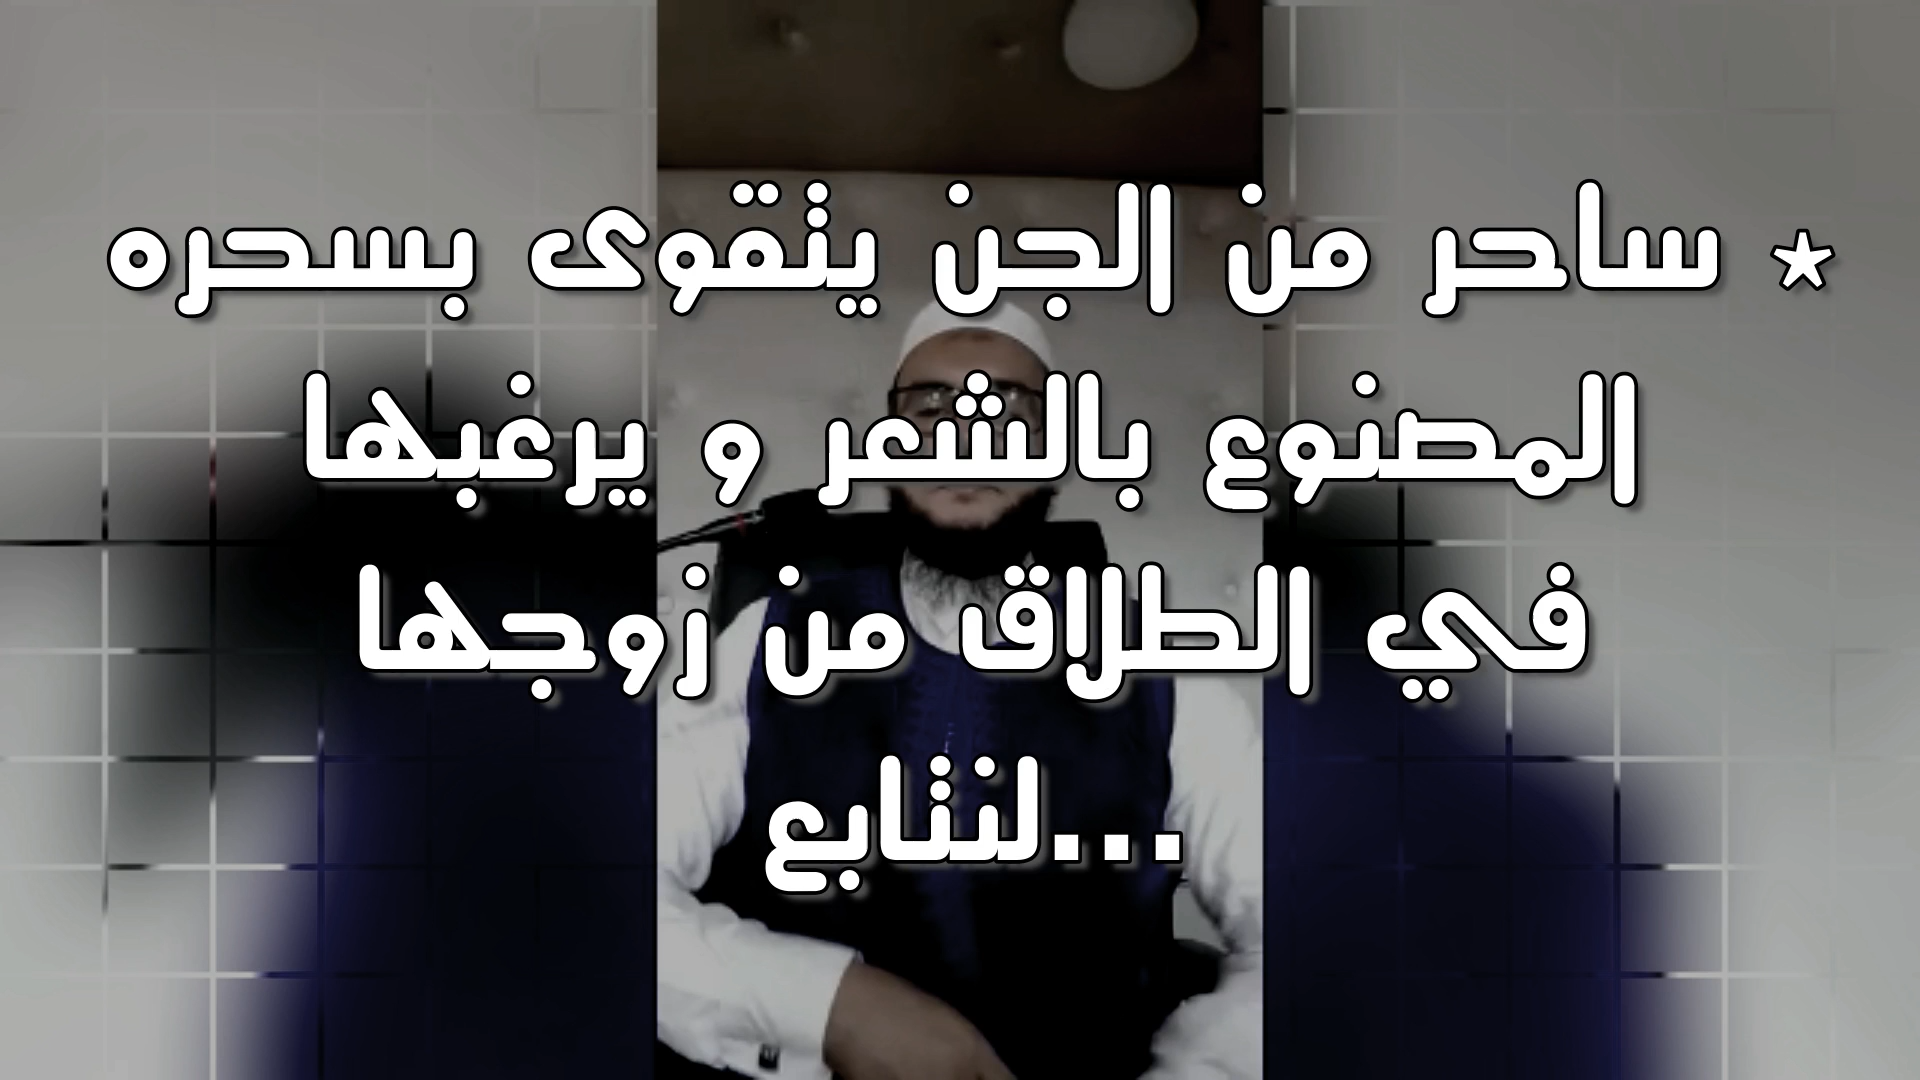 * ساحر من الجن يتقوى بسحره
المصنوع بالشعر و يرغبها
في الطلاق من زوجها
...لنتابع